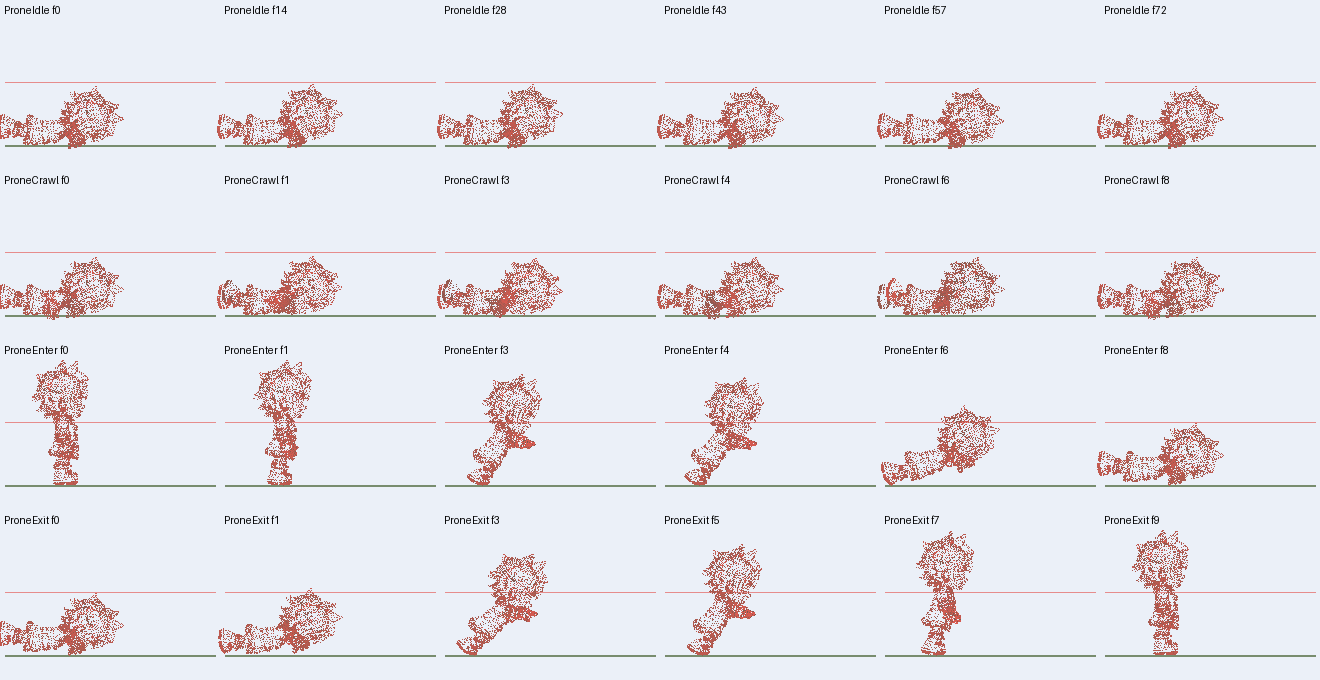 ProneIdle f0 ProneIdle f14 ProneIdle f28 ProneIdle f43 ProneIdle f57 ProneIdle f72
ProneCrawl f0 ProneCrawl f1 ProneCrawl f3 ProneCrawl f4 ProneCrawl f6 ProneCrawl f8
ProneEnter f0 ProneEnter f1 ProneEnter f3 ProneEnter f4 ProneEnter f6 ProneEnter f8
ProneExit f0 ProneExit f1 ProneExit f3 ProneExit f5 ProneExit f7 ProneExit f9